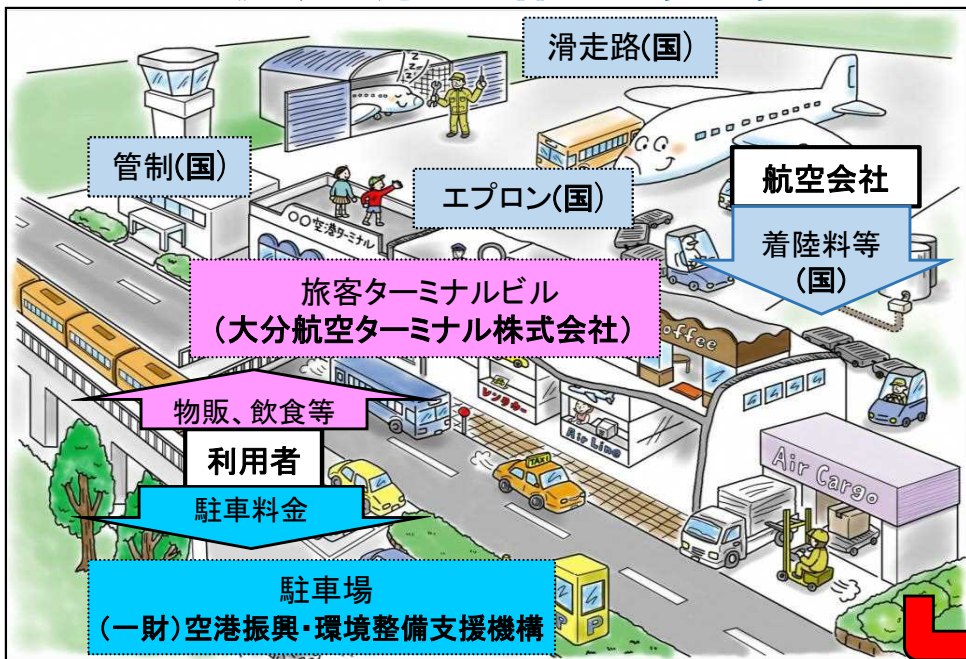 滑走路(国)
管制(国)
エプロン(国)
航空会社
着陸料等
(国)
○○空港ターミナル
旅客ターミナルビル
(大分航空ターミナル株式会社)
物販、飲食等
利用者
駐車料金
駐車場
(一財)空港振興・環境整備支援機構
レンタカー
Air Line
TAXI
Air Cargo
P
P
z
z
z